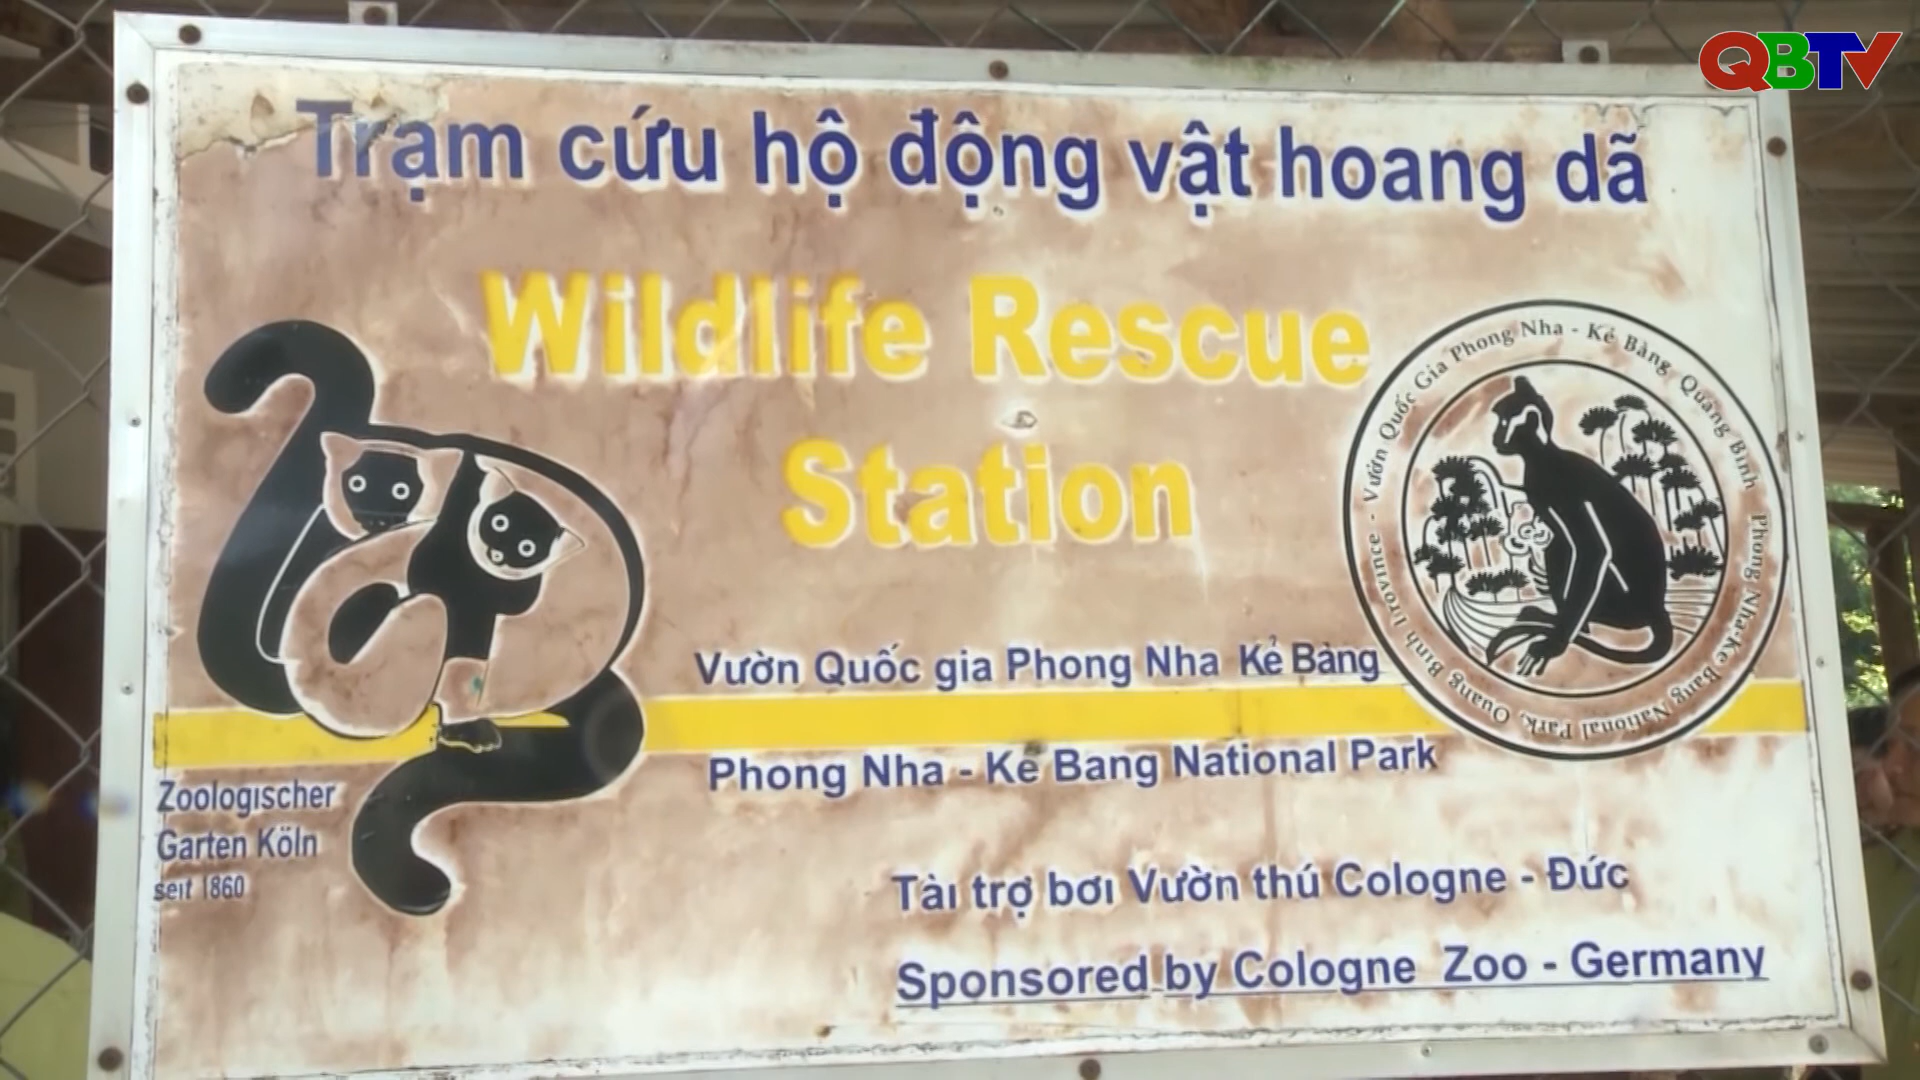 QBTV
Trạm cứu hộ động vật hoang dã
Wildlife Rescue
Station
Vườn Quốc Gia Phong Nha - Kẻ Bàng Quảng Bình
Phong Nha-Ke Bang National Park, Quang Binh Province -
Vườn Quốc gia Phong Nha Kẻ Bàng
Phong Nha - Kẻ Bang National Park
Zoologischer
Garten Köln
seit 1860
Tài trợ bơi Vườn thú Cologne - Đức
Sponsored by Cologne Zoo - Germany